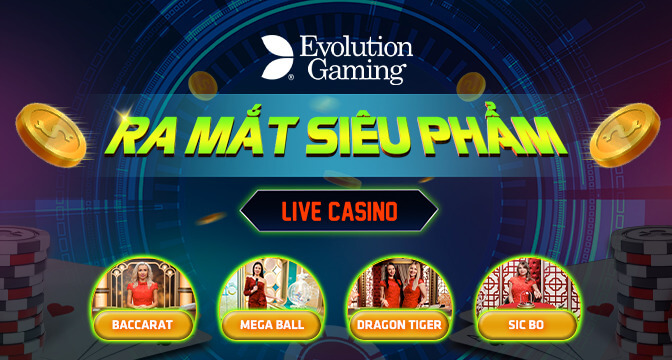 Evolution
Gaming
RA MẮT SIÊU PHẨM
LIVE CASINO
BACCARAT
MEGA BALL
DRAGON TIGER
SIC BO